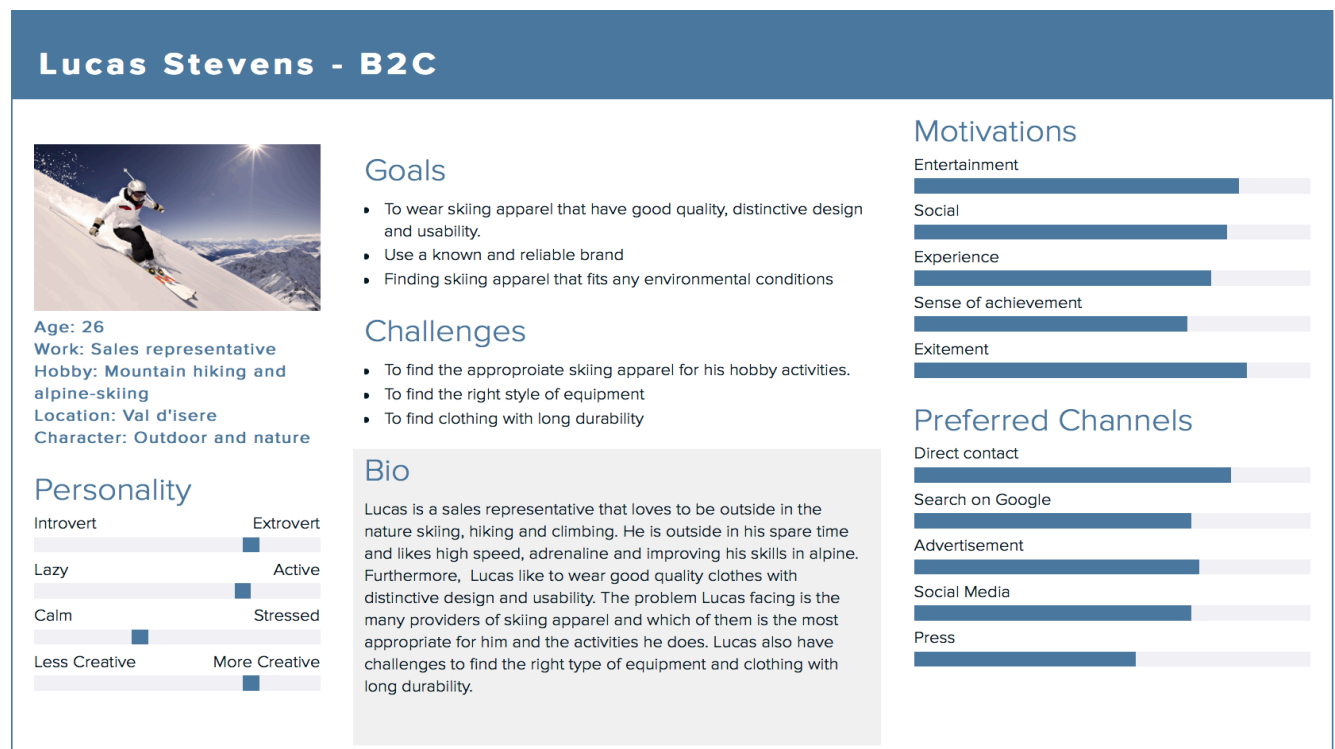 Lucas Stevens - B2C
Age: 26
Work: Sales representative
Hobby: Mountain hiking and
alpine-skiing
Location: Val d'isere
Character: Outdoor and nature
Personality
Introvert Extrovert
Lazy Active
Calm Stressed
Less Creative More Creative
Goals
To wear skiing apparel that have good quality, distinctive design
and usability.
Use a known and reliable brand
Finding skiing apparel that fits any environmental conditions
Challenges
To find the approproiate skiing apparel for his hobby activities.
To find the right style of equipment
To find clothing with long durability
Bio
Lucas is a sales representative that loves to be outside in the
nature skiing, hiking and climbing. He is outside in his spare time
and likes high speed, adrenaline and improving his skills in alpine.
Furthermore,  Lucas like to wear good quality clothes with
distinctive design and usability. The problem Lucas facing is the
many providers of skiing apparel and which of them is the most
appropriate for him and the activities he does. Lucas also have
challenges to find the right type of equipment and clothing with
long durability.
Motivations
Entertainment
Social
Experience
Sense of achievement
Exitement
Preferred Channels
Direct contact
Search on Google
Advertisement
Social Media
Press